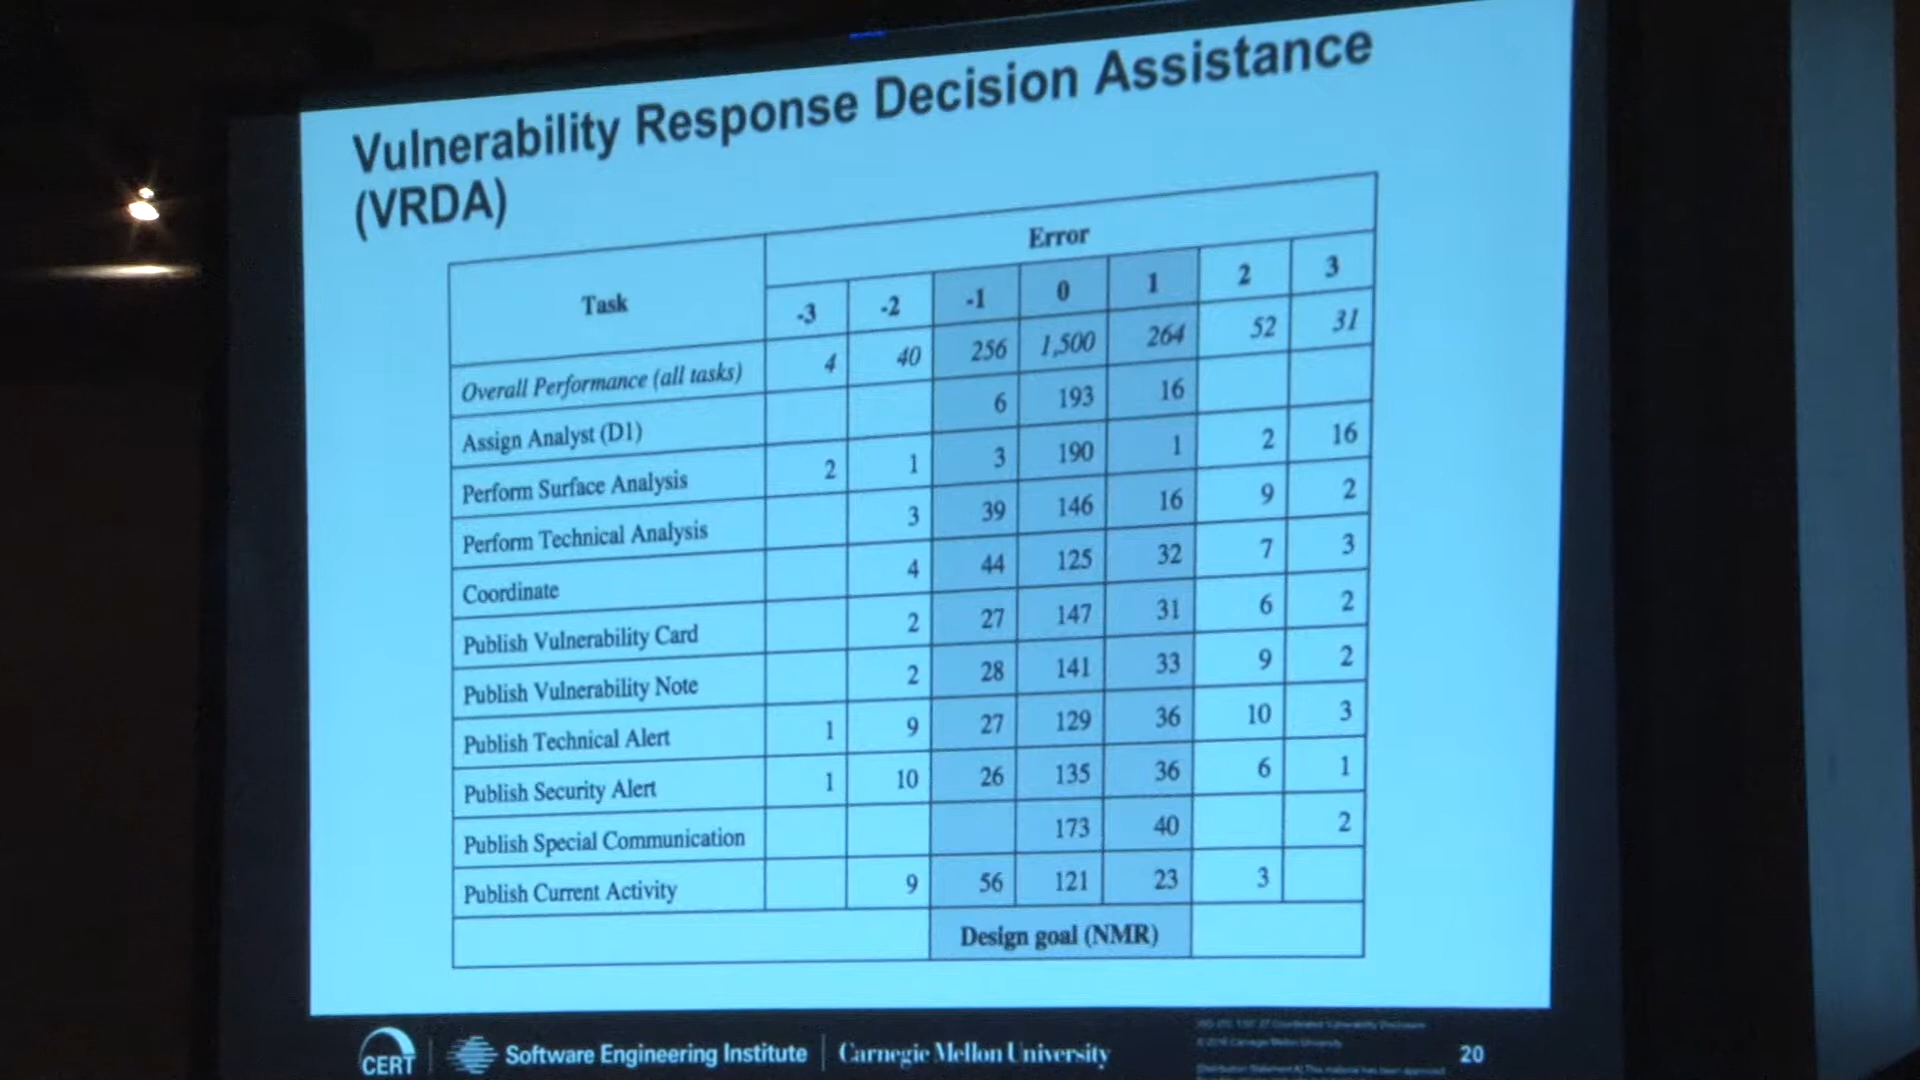 Vulnerability Response Decision Assistance
(VRDA)
Task Error
-3 -2 -1 0 1 2 3
Overall Performance (all tasks) 4 40 256 1,500 264 52 31
Assign Analyst (D1) 6 193 16
Perform Surface Analysis 2 1 3 190 1 2 16
Perform Technical Analysis 3 39 146 16 9 2
Coordinate 4 44 125 32 7 3
Publish Vulnerability Card 2 27 147 31 6 2
Publish Vulnerability Note 2 28 141 33 9 2
Publish Technical Alert 1 9 27 129 36 10 3
Publish Security Alert 1 10 26 135 36 6 1
Publish Special Communication 173 40 2
Publish Current Activity 9 56 121 23 3
Design goal (NMR)
CERT Software Engineering Institute Carnegie Mellon University 20